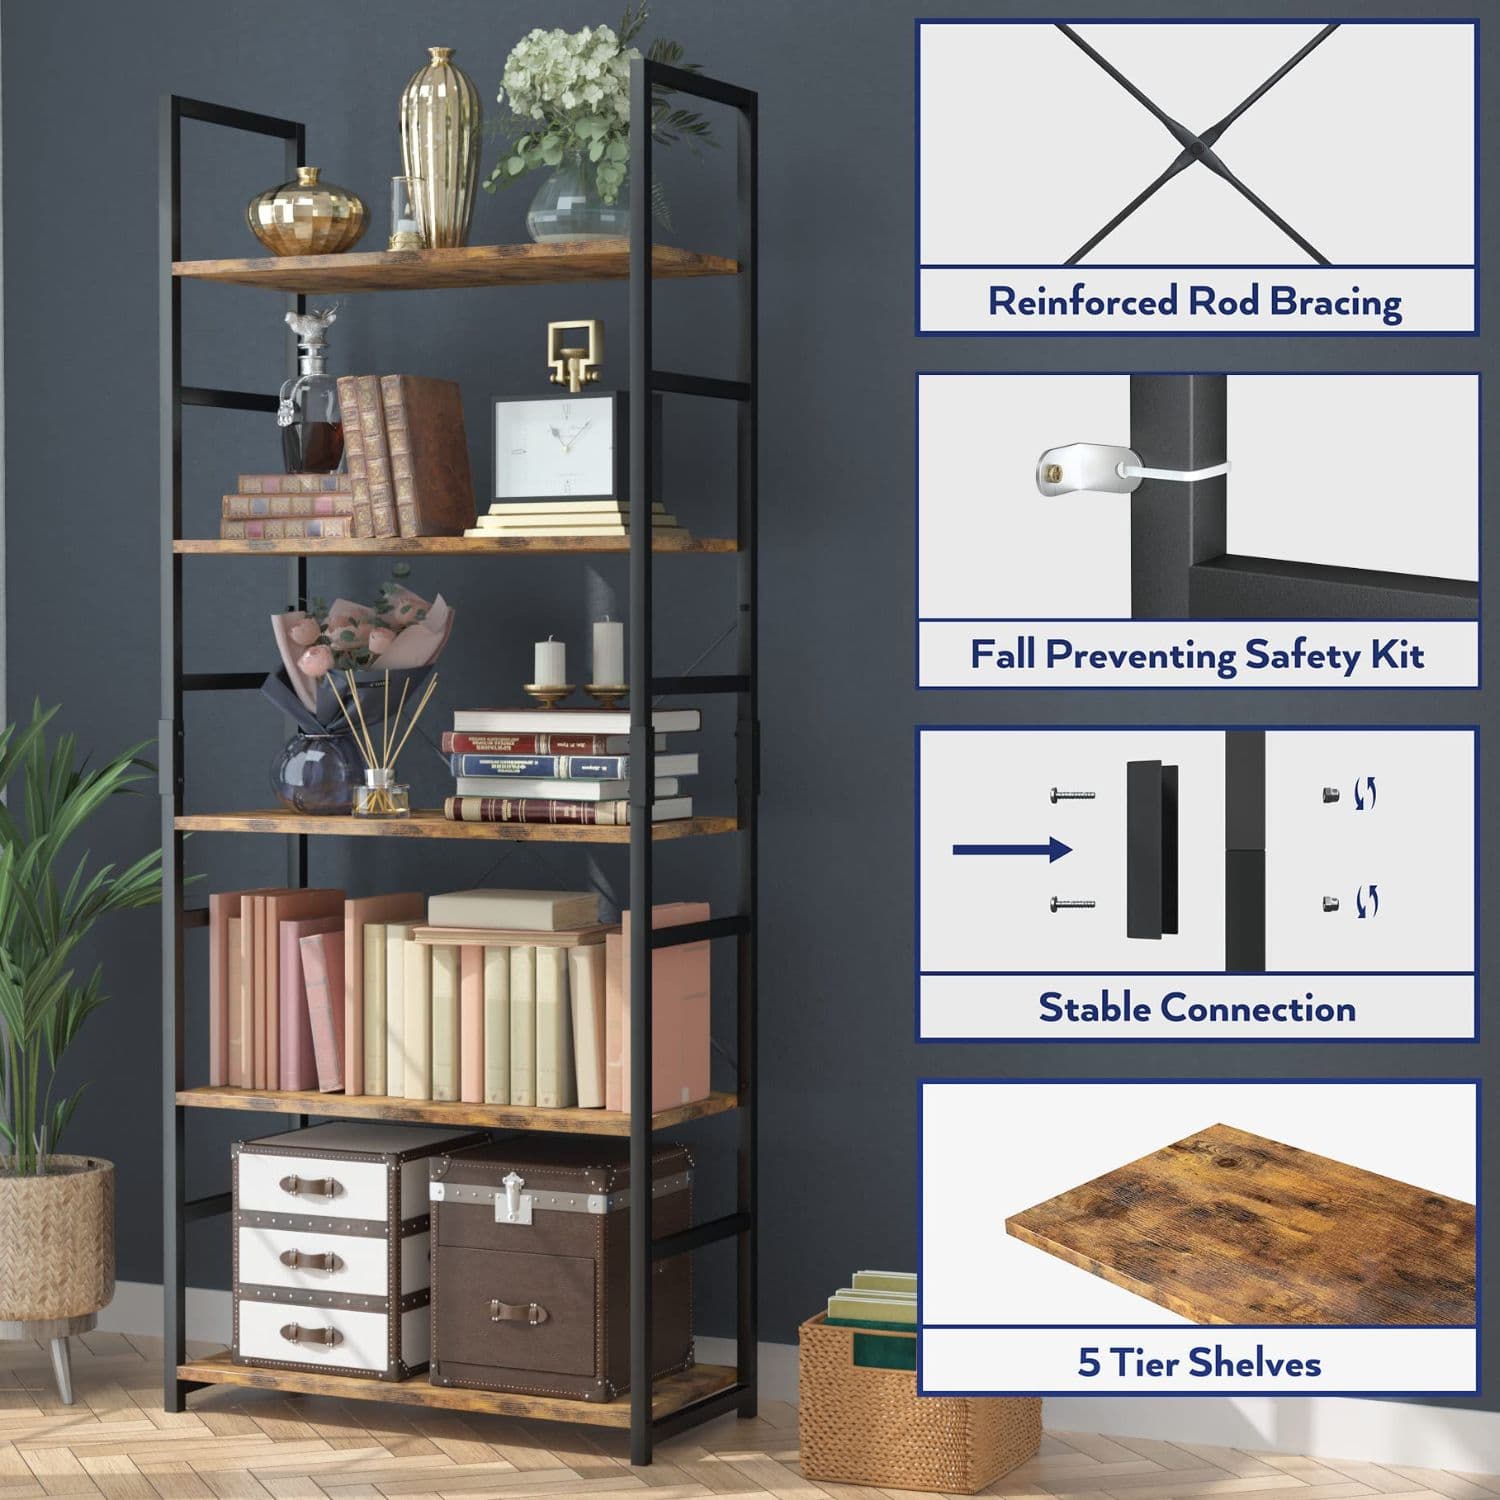 Reinforced Rod Bracing
Fall Preventing Safety Kit
Stable Connection
5 Tier Shelves